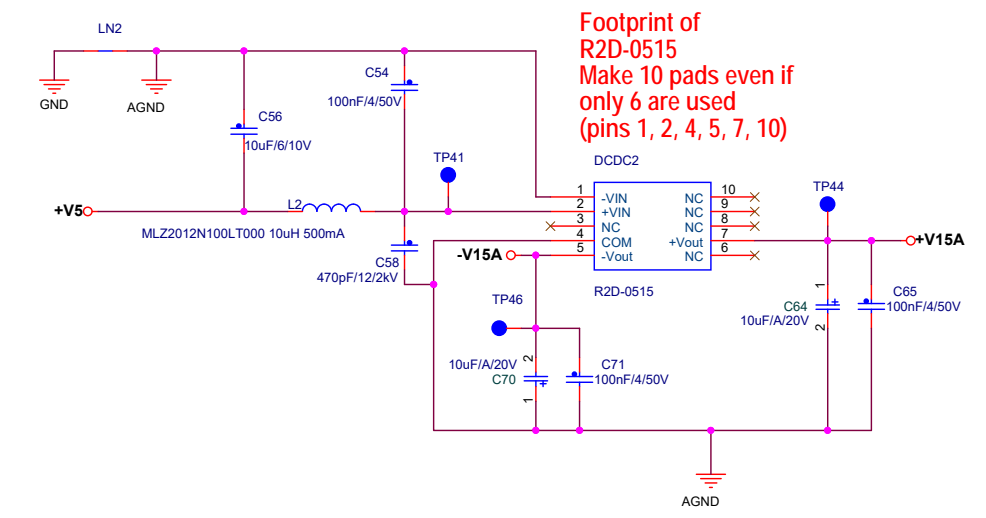 Footprint of
R2D-0515
Make 10 pads even if
only 6 are used
(pins 1, 2, 4, 5, 7, 10)
LN2
GND
AGND
C54
100nF/4/50V
C56
10uF/6/10V
TP41
+V5
L2
MLZ2012N100LT000 10uH 500mA
C58
470pF/12/2kV
DCDC2
1 -VIN NC 10
2 +VIN NC 9
3 NC NC 8
4 COM +Vout 7
5 -Vout NC 6
R2D-0515
TP44
+V15A
-V15A
TP46
10uF/A/20V
C70
2
1
C71
100nF/4/50V
1
C64
10uF/A/20V
2
C65
100nF/4/50V
AGND